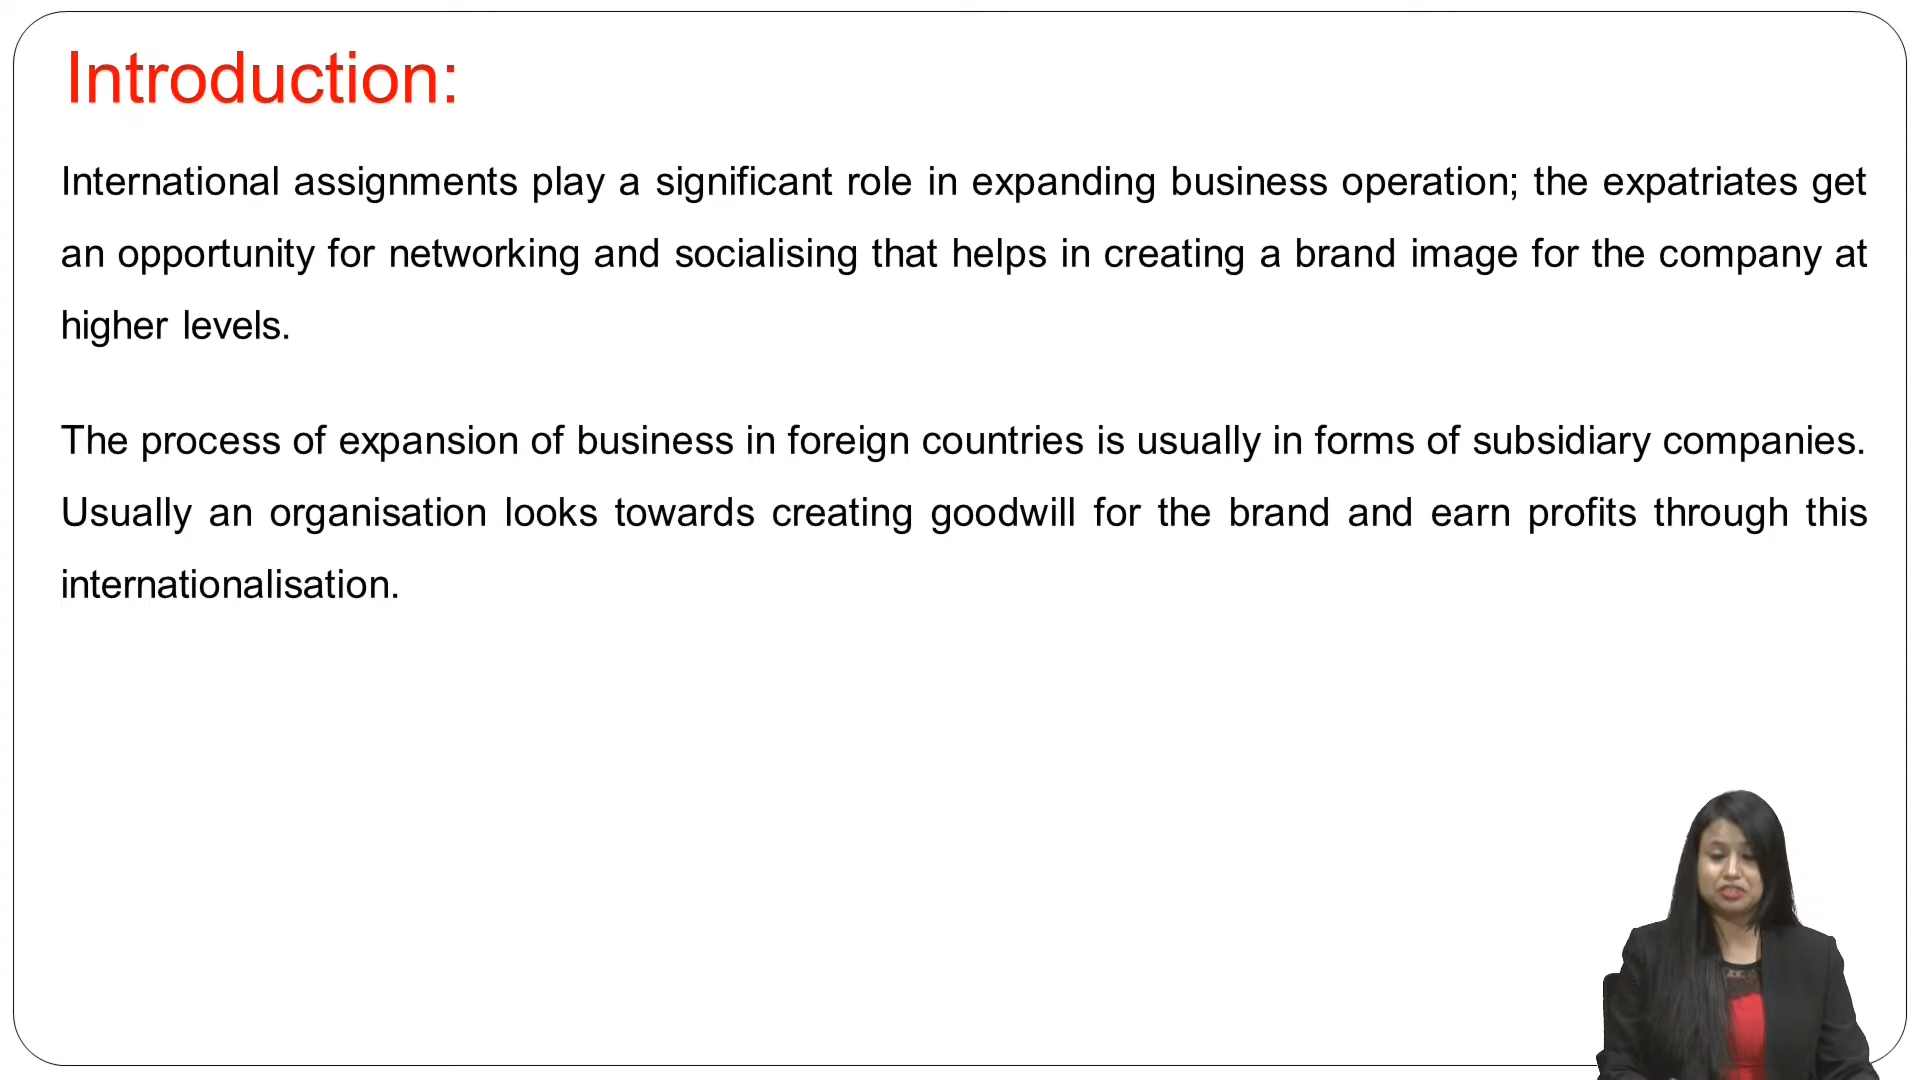 Introduction:
International assignments play a significant role in expanding business operation; the expatriates get
an opportunity for networking and socialising that helps in creating a brand image for the company at
higher levels.
The process of expansion of business in foreign countries is usually in forms of subsidiary companies.
Usually an organisation looks towards creating goodwill for the brand and earn profits through this
internationalisation.